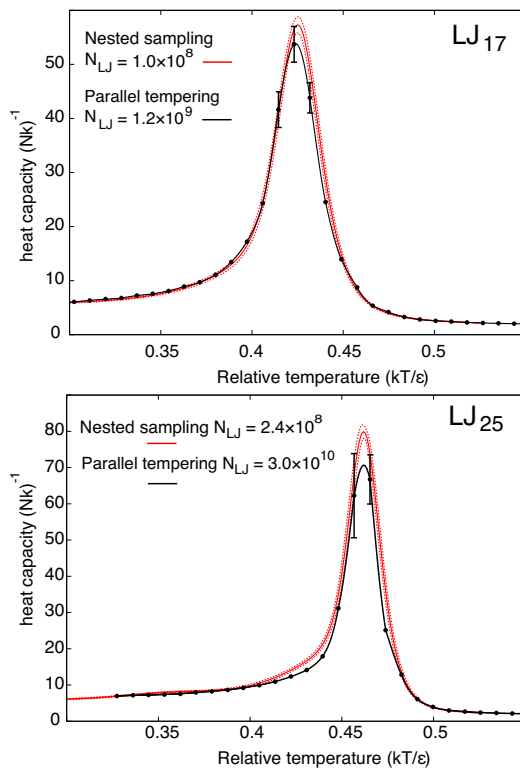 LJ17
Nested sampling
N_LJ = 1.0×10^8
Parallel tempering
N_LJ = 1.2×10^9
heat capacity (Nk)^-1
50
40
30
20
10
0
0.35 0.4 0.45 0.5
Relative temperature (kT/ε)
LJ25
Nested sampling N_LJ = 2.4×10^8
Parallel tempering N_LJ = 3.0×10^10
heat capacity (Nk)^-1
90
80
70
60
50
40
30
20
10
0
0.35 0.4 0.45 0.5
Relative temperature (kT/ε)